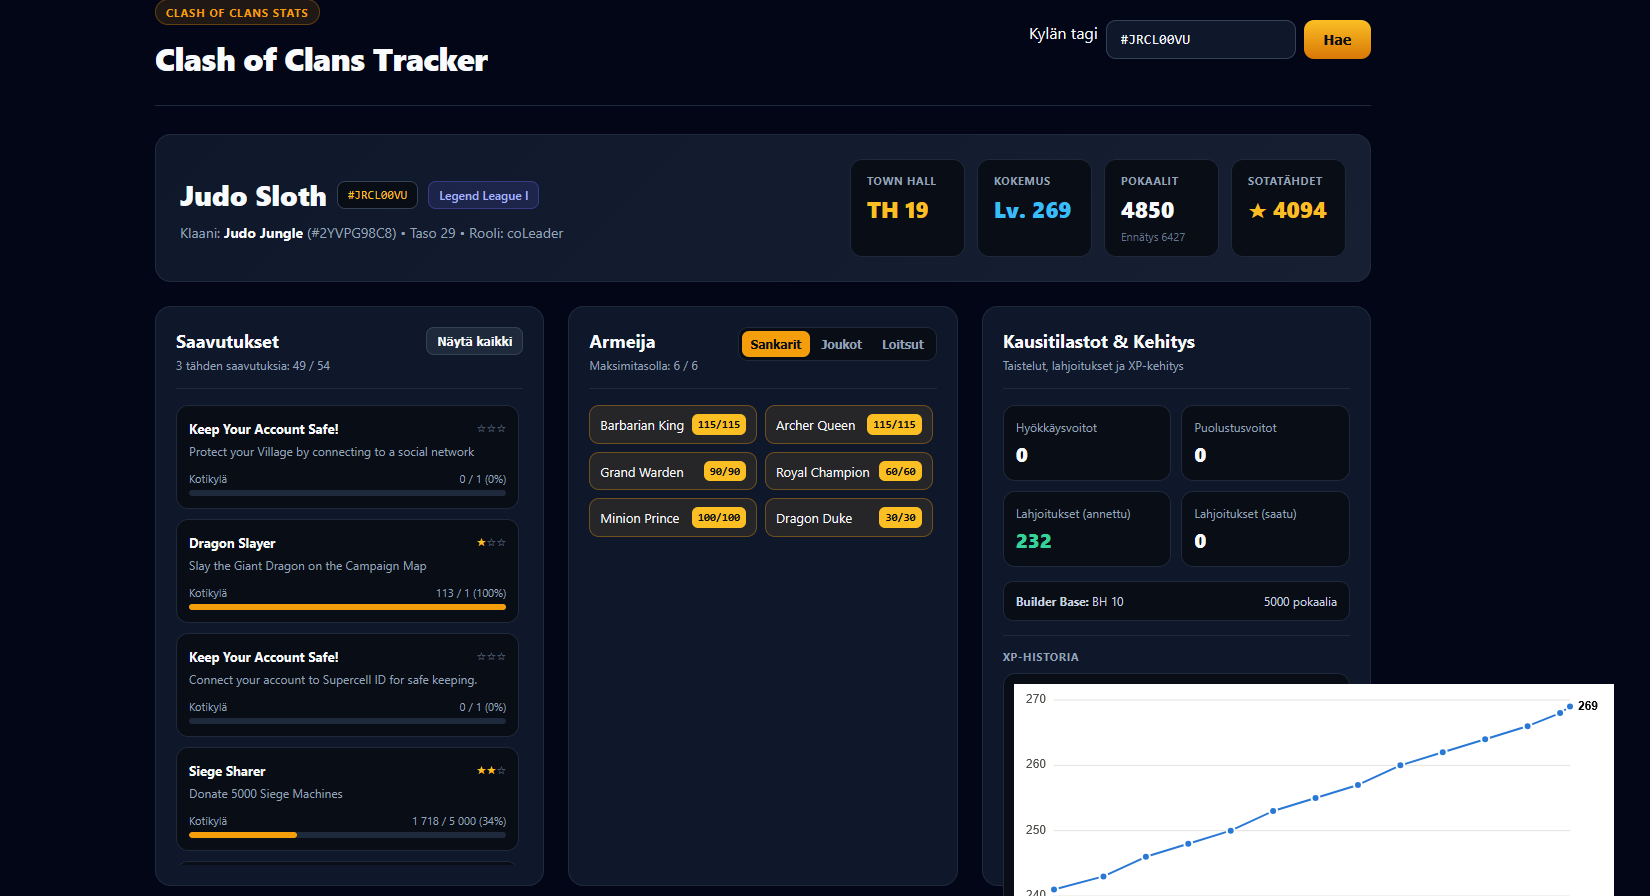 CLASH OF CLANS STATS
Clash of Clans Tracker
Kylän tagi
#JRCL00VU
Hae
Judo Sloth #JRCL00VU Legend League I
Klaani: Judo Jungle (#2YVPG98C8) • Taso 29 • Rooli: coLeader
TOWN HALL
TH 19
KOKEMUS
Lv. 269
POKAALIT
4850
Ennätys 6427
SOTATÄHDET
★ 4094
Saavutukset
Näytä kaikki
3 tähden saavutuksia: 49 / 54
Keep Your Account Safe! ☆☆☆
Protect your Village by connecting to a social network
Kotikylä 0 / 1 (0%)
Dragon Slayer ★☆☆
Slay the Giant Dragon on the Campaign Map
Kotikylä 113 / 1 (100%)
Keep Your Account Safe! ☆☆☆
Connect your account to Supercell ID for safe keeping.
Kotikylä 0 / 1 (0%)
Siege Sharer ★★☆
Donate 5000 Siege Machines
Kotikylä 1 718 / 5 000 (34%)
Armeija
Sankarit Joukot Loitsut
Maksimitasolla: 6 / 6
Barbarian King 115/115
Archer Queen 115/115
Grand Warden 90/90
Royal Champion 60/60
Minion Prince 100/100
Dragon Duke 30/30
Kausitilastot & Kehitys
Taistelut, lahjoitukset ja XP-kehitys
Hyökkäysvoitot
0
Puolustusvoitot
0
Lahjoitukset (annettu)
232
Lahjoitukset (saatu)
0
Builder Base: BH 10 5000 pokaalia
XP-HISTORIA
270
269
260
250
240